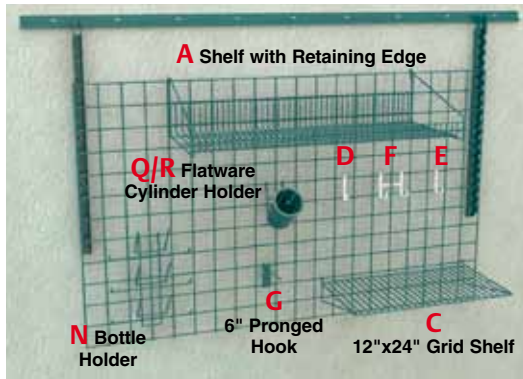 A Shelf with Retaining Edge
Q/R Flatware
Cylinder Holder
D F E
G
6" Pronged
Hook
N Bottle
Holder
C
12"x24" Grid Shelf